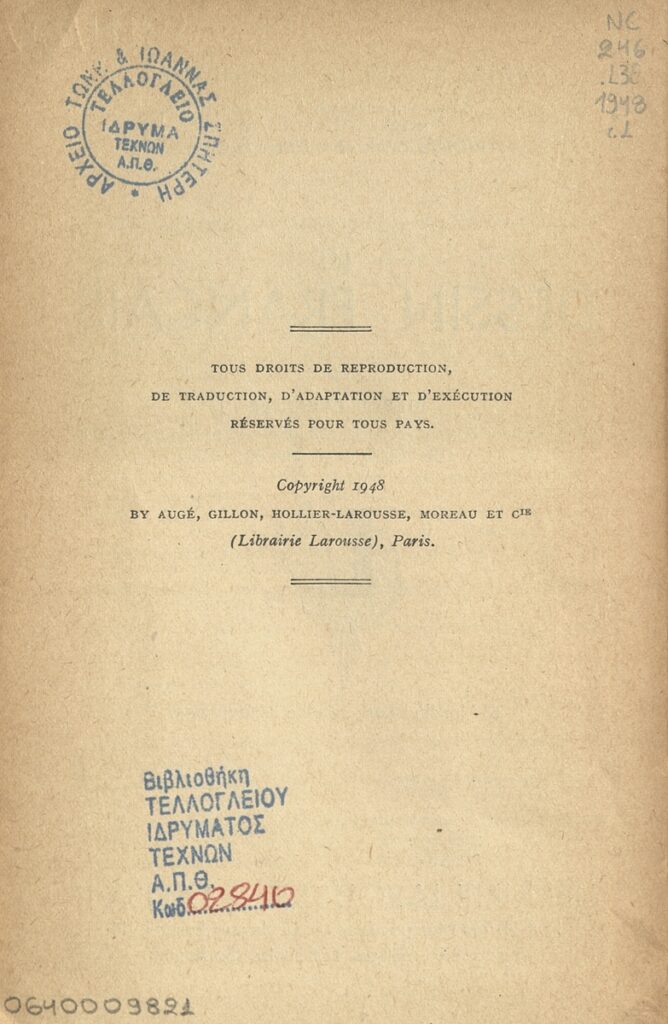 ΑΡΧΕΙΟ ΤΩΝΗ & ΙΩΑΝΝΑΣ ΣΠΗΤΕΡΗ
ΤΕΛΛΟΓΛΕΙΟ
ΙΔΡΥΜΑ
ΤΕΧΝΩΝ
Α.Π.Θ.
NC
246
.L38
1948
c.1
TOUS DROITS DE REPRODUCTION,
DE TRADUCTION, D'ADAPTATION ET D'EXÉCUTION
RÉSERVÉS POUR TOUS PAYS.
Copyright 1948
BY AUGÉ, GILLON, HOLLIER-LAROUSSE, MOREAU ET CIE
(Librairie Larousse), Paris.
Βιβλιοθήκη
ΤΕΛΛΟΓΛΕΙΟΥ
ΙΔΡΥΜΑΤΟΣ
ΤΕΧΝΩΝ
Α.Π.Θ.
Κωδ. 02840
0640009821